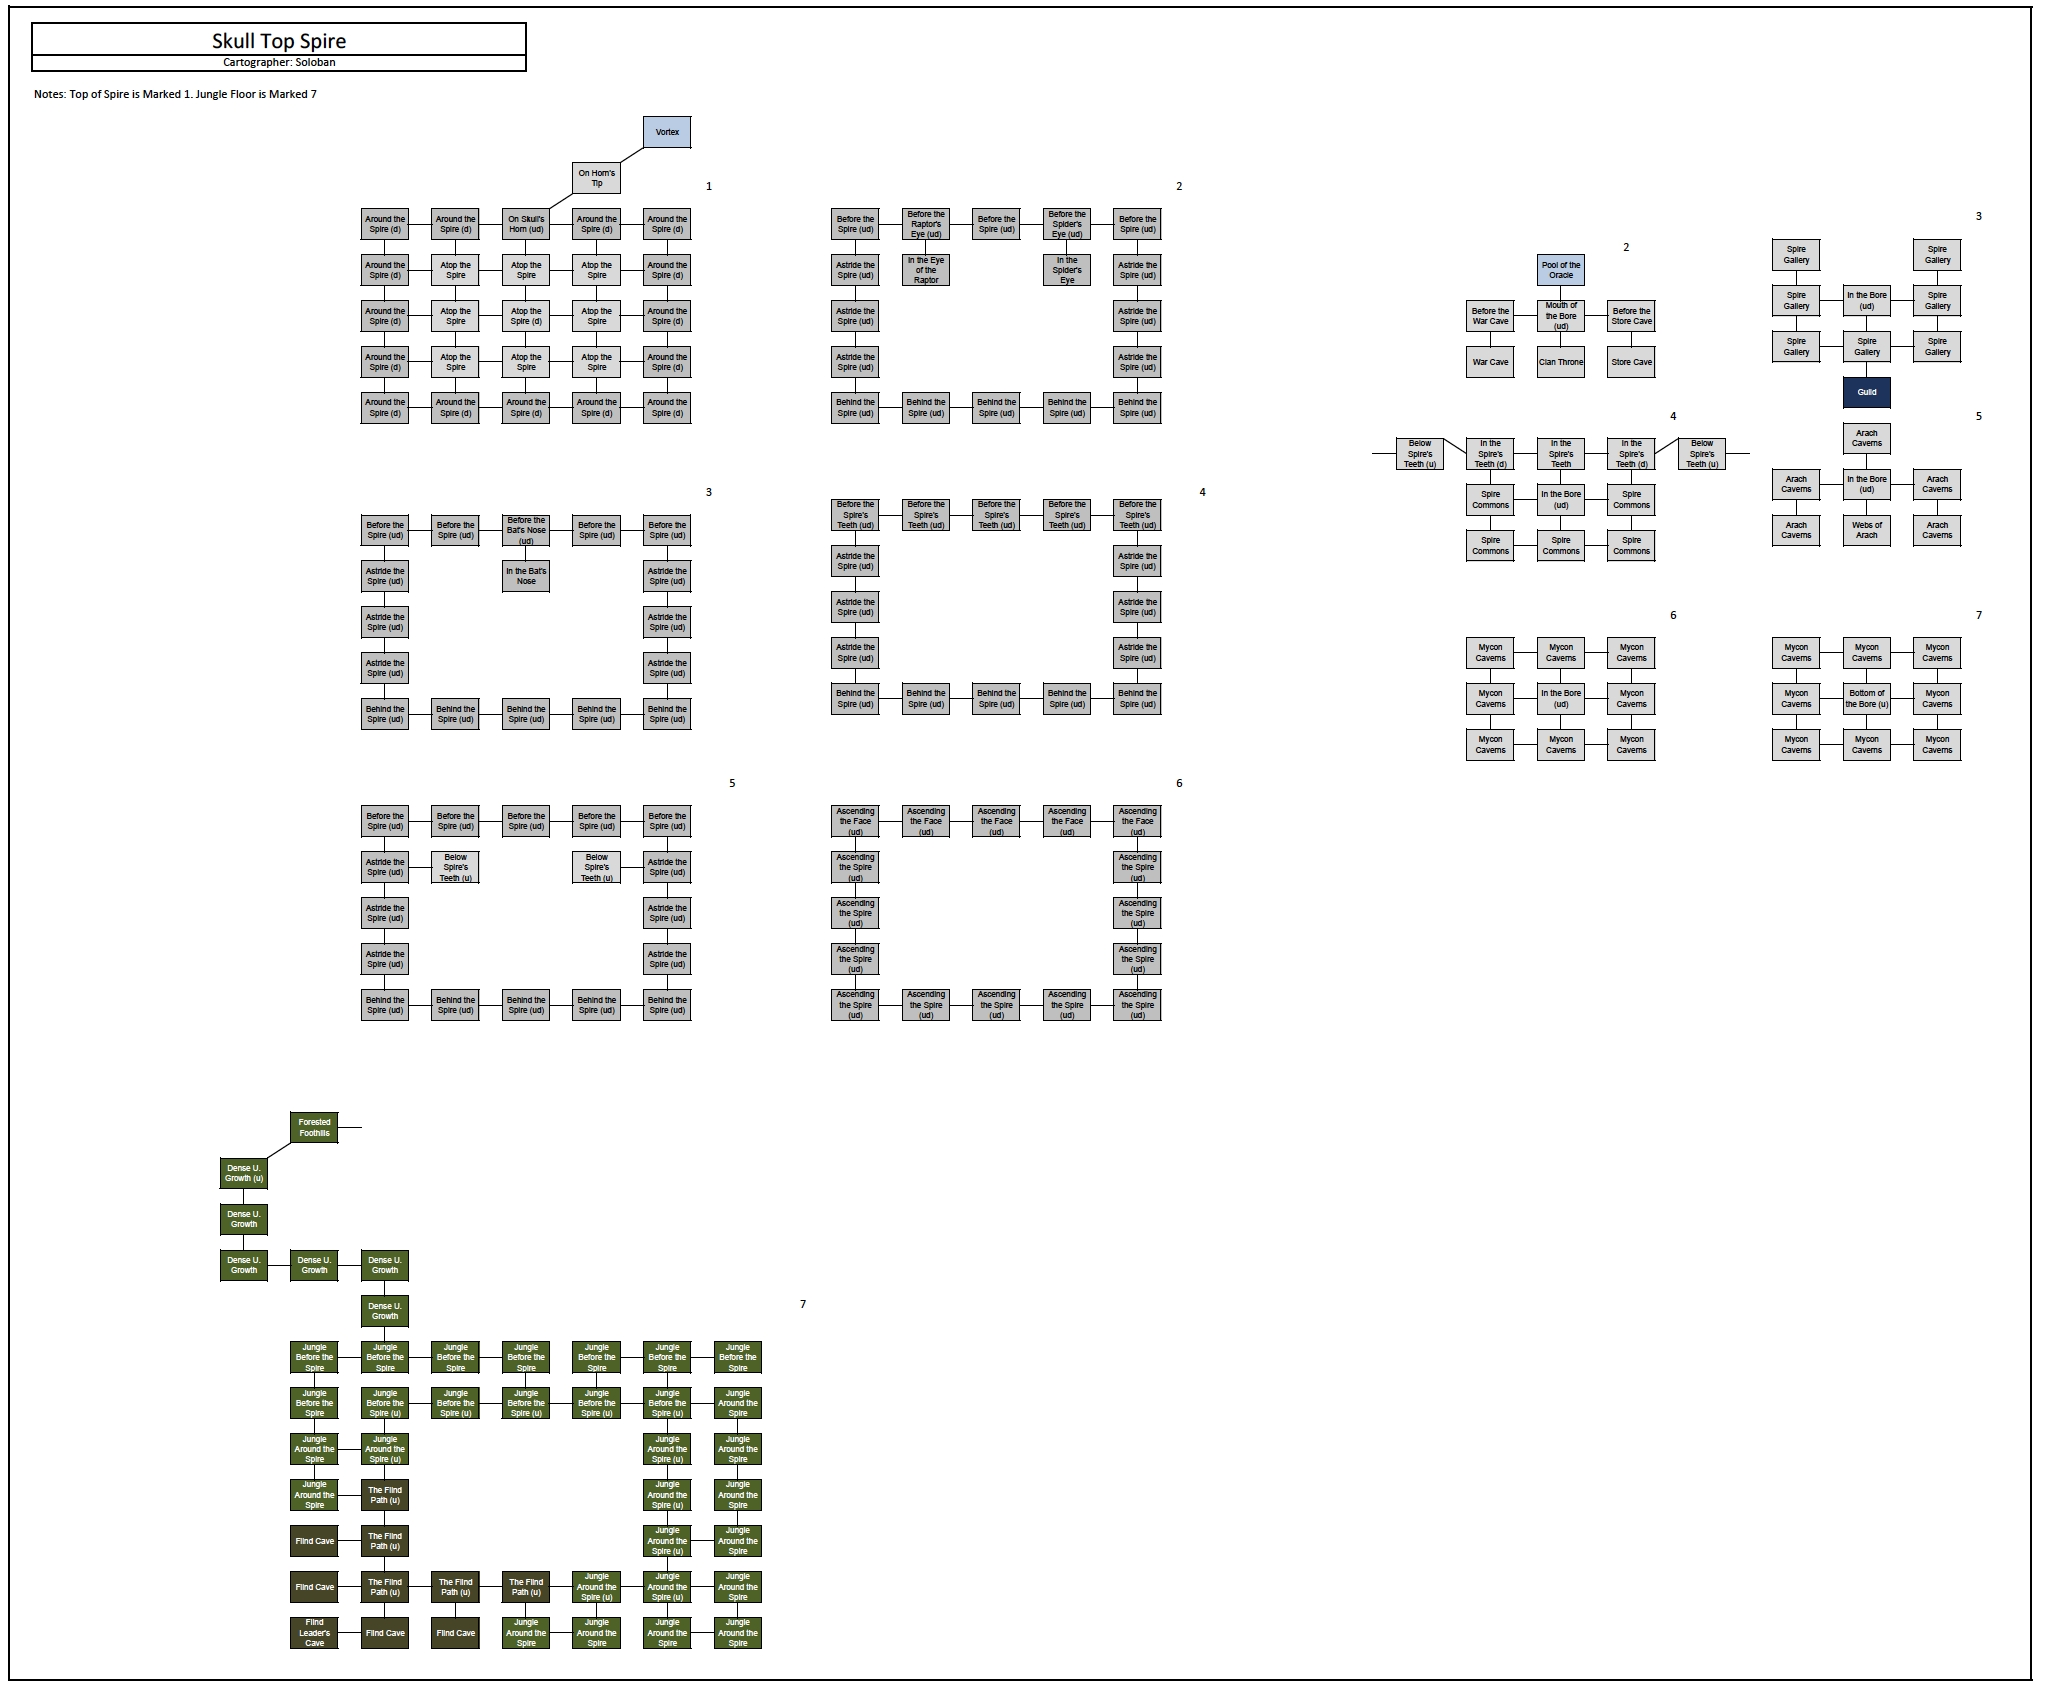 Skull Top Spire
Cartographer: Soloban
Notes: Top of Spire is Marked 1. Jungle Floor is Marked 7
Vortex
On Horn's
Tip
1
Around the
Spire (d)
Around the
Spire (d)
On Skull's
Horn (ud)
Around the
Spire (d)
Around the
Spire (d)
Around the
Spire (d)
Atop the
Spire
Atop the
Spire
Atop the
Spire
Around the
Spire (d)
Around the
Spire (d)
Atop the
Spire
Atop the
Spire (d)
Atop the
Spire
Around the
Spire (d)
Around the
Spire (d)
Atop the
Spire
Atop the
Spire
Atop the
Spire
Around the
Spire (d)
Around the
Spire (d)
Around the
Spire (d)
Around the
Spire (d)
Around the
Spire (d)
Around the
Spire (d)
2
Before the
Spire (ud)
Before the
Raptor's
Eye (ud)
Before the
Spire (ud)
Before the
Spider's
Eye (ud)
Before the
Spire (ud)
Astride the
Spire (ud)
In the Eye
of the
Raptor
In the
Spider's
Eye
Astride the
Spire (ud)
Astride the
Spire (ud)
Astride the
Spire (ud)
Astride the
Spire (ud)
Astride the
Spire (ud)
Behind the
Spire (ud)
Behind the
Spire (ud)
Behind the
Spire (ud)
Behind the
Spire (ud)
Behind the
Spire (ud)
2
Pool of the
Oracle
Before the
War Cave
Mouth of
the Bore
(ud)
Before the
Store Cave
War Cave
Clan Throne
Store Cave
3
Spire
Gallery
Spire
Gallery
Spire
Gallery
In the Bore
(ud)
Spire
Gallery
Spire
Gallery
Spire
Gallery
Spire
Gallery
Guild
4
Below
Spire's
Teeth (u)
In the
Spire's
Teeth (d)
In the
Spire's
Teeth
In the
Spire's
Teeth (d)
Below
Spire's
Teeth (u)
Spire
Commons
In the Bore
(ud)
Spire
Commons
Spire
Commons
Spire
Commons
Spire
Commons
5
Arach
Caverns
Arach
Caverns
In the Bore
(ud)
Arach
Caverns
Arach
Caverns
Webs of
Arach
Arach
Caverns
3
Before the
Spire (ud)
Before the
Spire (ud)
Before the
Bat's Nose
(ud)
Before the
Spire (ud)
Before the
Spire (ud)
Astride the
Spire (ud)
In the Bat's
Nose
Astride the
Spire (ud)
Astride the
Spire (ud)
Astride the
Spire (ud)
Astride the
Spire (ud)
Astride the
Spire (ud)
Behind the
Spire (ud)
Behind the
Spire (ud)
Behind the
Spire (ud)
Behind the
Spire (ud)
Behind the
Spire (ud)
4
Before the
Spire's
Teeth (ud)
Before the
Spire's
Teeth (ud)
Before the
Spire's
Teeth (ud)
Before the
Spire's
Teeth (ud)
Before the
Spire's
Teeth (ud)
Astride the
Spire (ud)
Astride the
Spire (ud)
Astride the
Spire (ud)
Astride the
Spire (ud)
Astride the
Spire (ud)
Astride the
Spire (ud)
Behind the
Spire (ud)
Behind the
Spire (ud)
Behind the
Spire (ud)
Behind the
Spire (ud)
Behind the
Spire (ud)
6
Mycon
Caverns
Mycon
Caverns
Mycon
Caverns
Mycon
Caverns
In the Bore
(ud)
Mycon
Caverns
Mycon
Caverns
Mycon
Caverns
Mycon
Caverns
7
Mycon
Caverns
Mycon
Caverns
Mycon
Caverns
Mycon
Caverns
Bottom of
the Bore (u)
Mycon
Caverns
Mycon
Caverns
Mycon
Caverns
Mycon
Caverns
5
Before the
Spire (ud)
Before the
Spire (ud)
Before the
Spire (ud)
Before the
Spire (ud)
Before the
Spire (ud)
Astride the
Spire (ud)
Below
Spire's
Teeth (u)
Below
Spire's
Teeth (u)
Astride the
Spire (ud)
Astride the
Spire (ud)
Astride the
Spire (ud)
Astride the
Spire (ud)
Astride the
Spire (ud)
Behind the
Spire (ud)
Behind the
Spire (ud)
Behind the
Spire (ud)
Behind the
Spire (ud)
Behind the
Spire (ud)
6
Ascending
the Face
(ud)
Ascending
the Face
(ud)
Ascending
the Face
(ud)
Ascending
the Face
(ud)
Ascending
the Face
(ud)
Ascending
the Spire
(ud)
Ascending
the Spire
(ud)
Ascending
the Spire
(ud)
Ascending
the Spire
(ud)
Ascending
the Spire
(ud)
Ascending
the Spire
(ud)
Ascending
the Spire
(ud)
Ascending
the Spire
(ud)
Ascending
the Spire
(ud)
Ascending
the Spire
(ud)
Ascending
the Spire
(ud)
Forested
Foothills
Dense U.
Growth (u)
Dense U.
Growth
Dense U.
Growth
Dense U.
Growth
Dense U.
Growth
Dense U.
Growth
7
Jungle
Before the
Spire
Jungle
Before the
Spire
Jungle
Before the
Spire
Jungle
Before the
Spire
Jungle
Before the
Spire
Jungle
Before the
Spire
Jungle
Before the
Spire
Jungle
Before the
Spire
Jungle
Before the
Spire (u)
Jungle
Before the
Spire (u)
Jungle
Before the
Spire (u)
Jungle
Before the
Spire (u)
Jungle
Before the
Spire (u)
Jungle
Around the
Spire
Jungle
Around the
Spire
Jungle
Around the
Spire (u)
Jungle
Around the
Spire (u)
Jungle
Around the
Spire
Jungle
Around the
Spire
The Flind
Path (u)
Jungle
Around the
Spire (u)
Jungle
Around the
Spire
Flind Cave
The Flind
Path (u)
Jungle
Around the
Spire (u)
Jungle
Around the
Spire
Flind Cave
The Flind
Path (u)
The Flind
Path (u)
The Flind
Path (u)
Jungle
Around the
Spire (u)
Jungle
Around the
Spire (u)
Jungle
Around the
Spire
Flind
Leader's
Cave
Flind Cave
Flind Cave
Jungle
Around the
Spire
Jungle
Around the
Spire
Jungle
Around the
Spire
Jungle
Around the
Spire